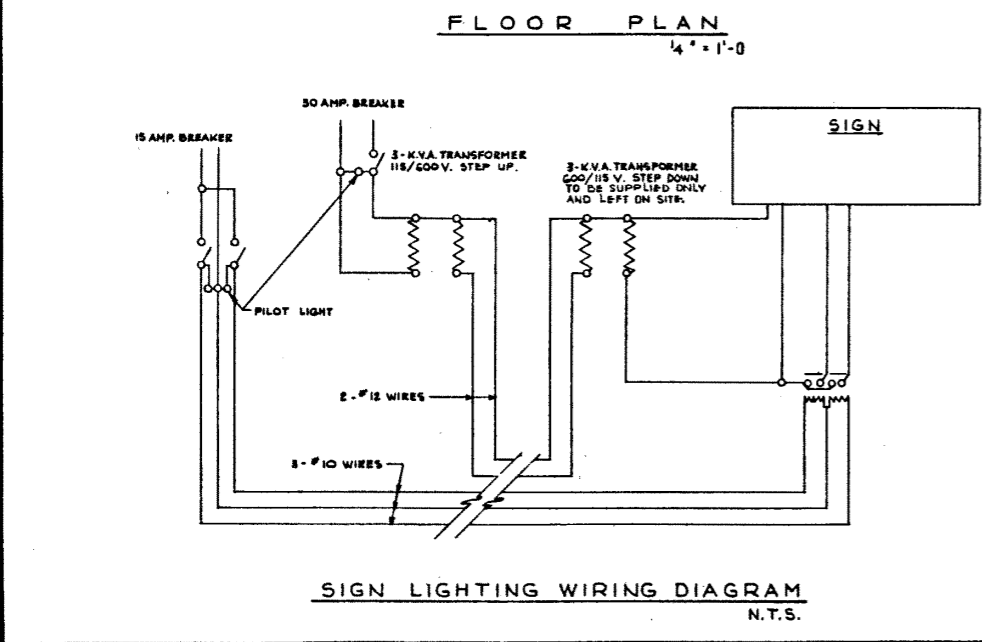 FLOOR PLAN
1/4" = 1'-0
30 AMP. BREAKER
15 AMP. BREAKER
3-K.V.A. TRANSFORMER
115/600 V. STEP UP.
3-K.V.A. TRANSFORMER
600/115 V. STEP DOWN
TO BE SUPPLIED ONLY
AND LEFT ON SITE.
SIGN
PILOT LIGHT
2-#12 WIRES
3-#10 WIRES
SIGN LIGHTING WIRING DIAGRAM
N.T.S.